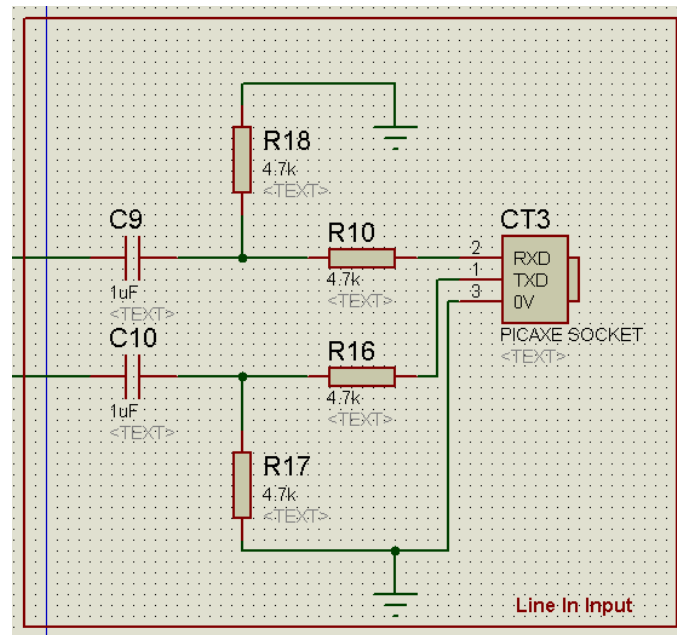 R18
4.7k
<TEXT>
C9
1uF
<TEXT>
R10
4.7k
<TEXT>
CT3
2
1
3
RXD
TXD
0V
PICAXE SOCKET
<TEXT>
C10
1uF
<TEXT>
R16
4.7k
<TEXT>
R17
4.7k
<TEXT>
Line In Input